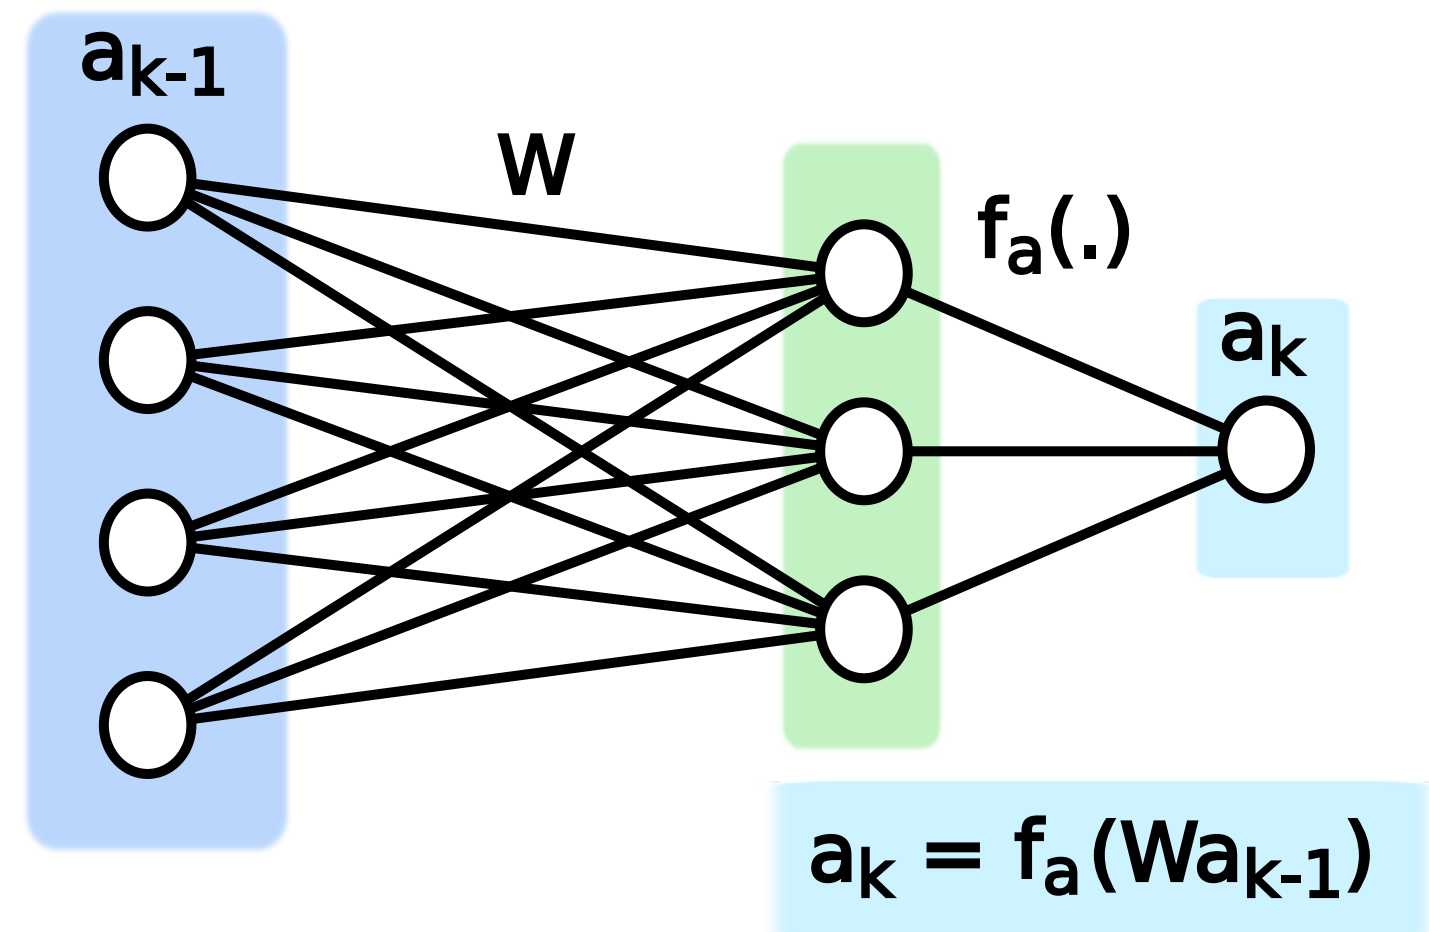 aₖ₋₁
W
fₐ(.)
aₖ
aₖ = fₐ(Waₖ₋₁)